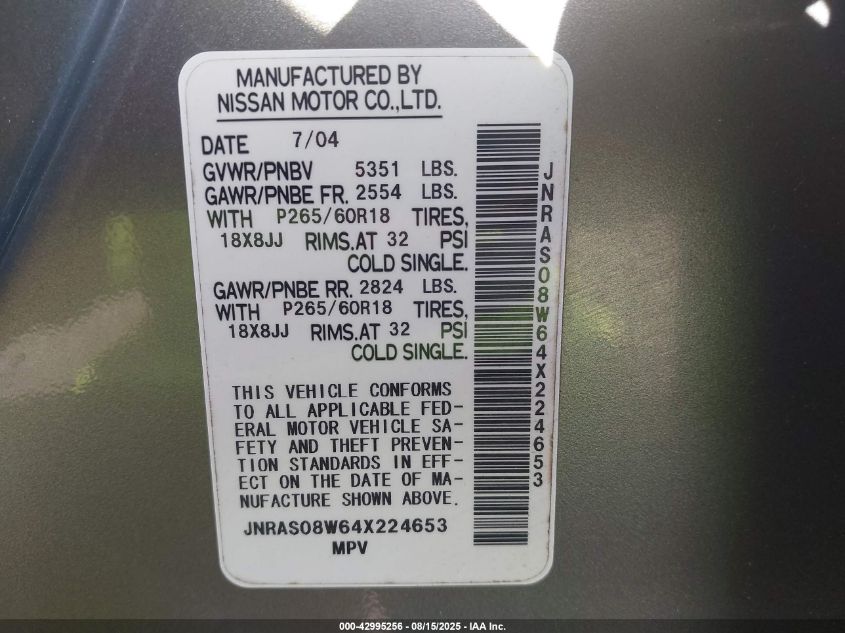 MANUFACTURED BY
NISSAN MOTOR CO.,LTD.
DATE 7/04
GVWR/PNBV 5351 LBS.
GAWR/PNBE FR. 2554 LBS.
WITH P265/60R18 TIRES,
18X8JJ RIMS.AT 32 PSI
COLD SINGLE.
GAWR/PNBE RR. 2824 LBS.
WITH P265/60R18 TIRES,
18X8JJ RIMS.AT 32 PSI
COLD SINGLE.
THIS VEHICLE CONFORMS
TO ALL APPLICABLE FED-
ERAL MOTOR VEHICLE SA-
FETY AND THEFT PREVEN-
TION STANDARDS IN EFF-
ECT ON THE DATE OF MA-
NUFACTURE SHOWN ABOVE.
JNRAS08W64X224653
MPV
JNRAS08W64X224653
000-42995256 - 08/15/2025 - IAA Inc.